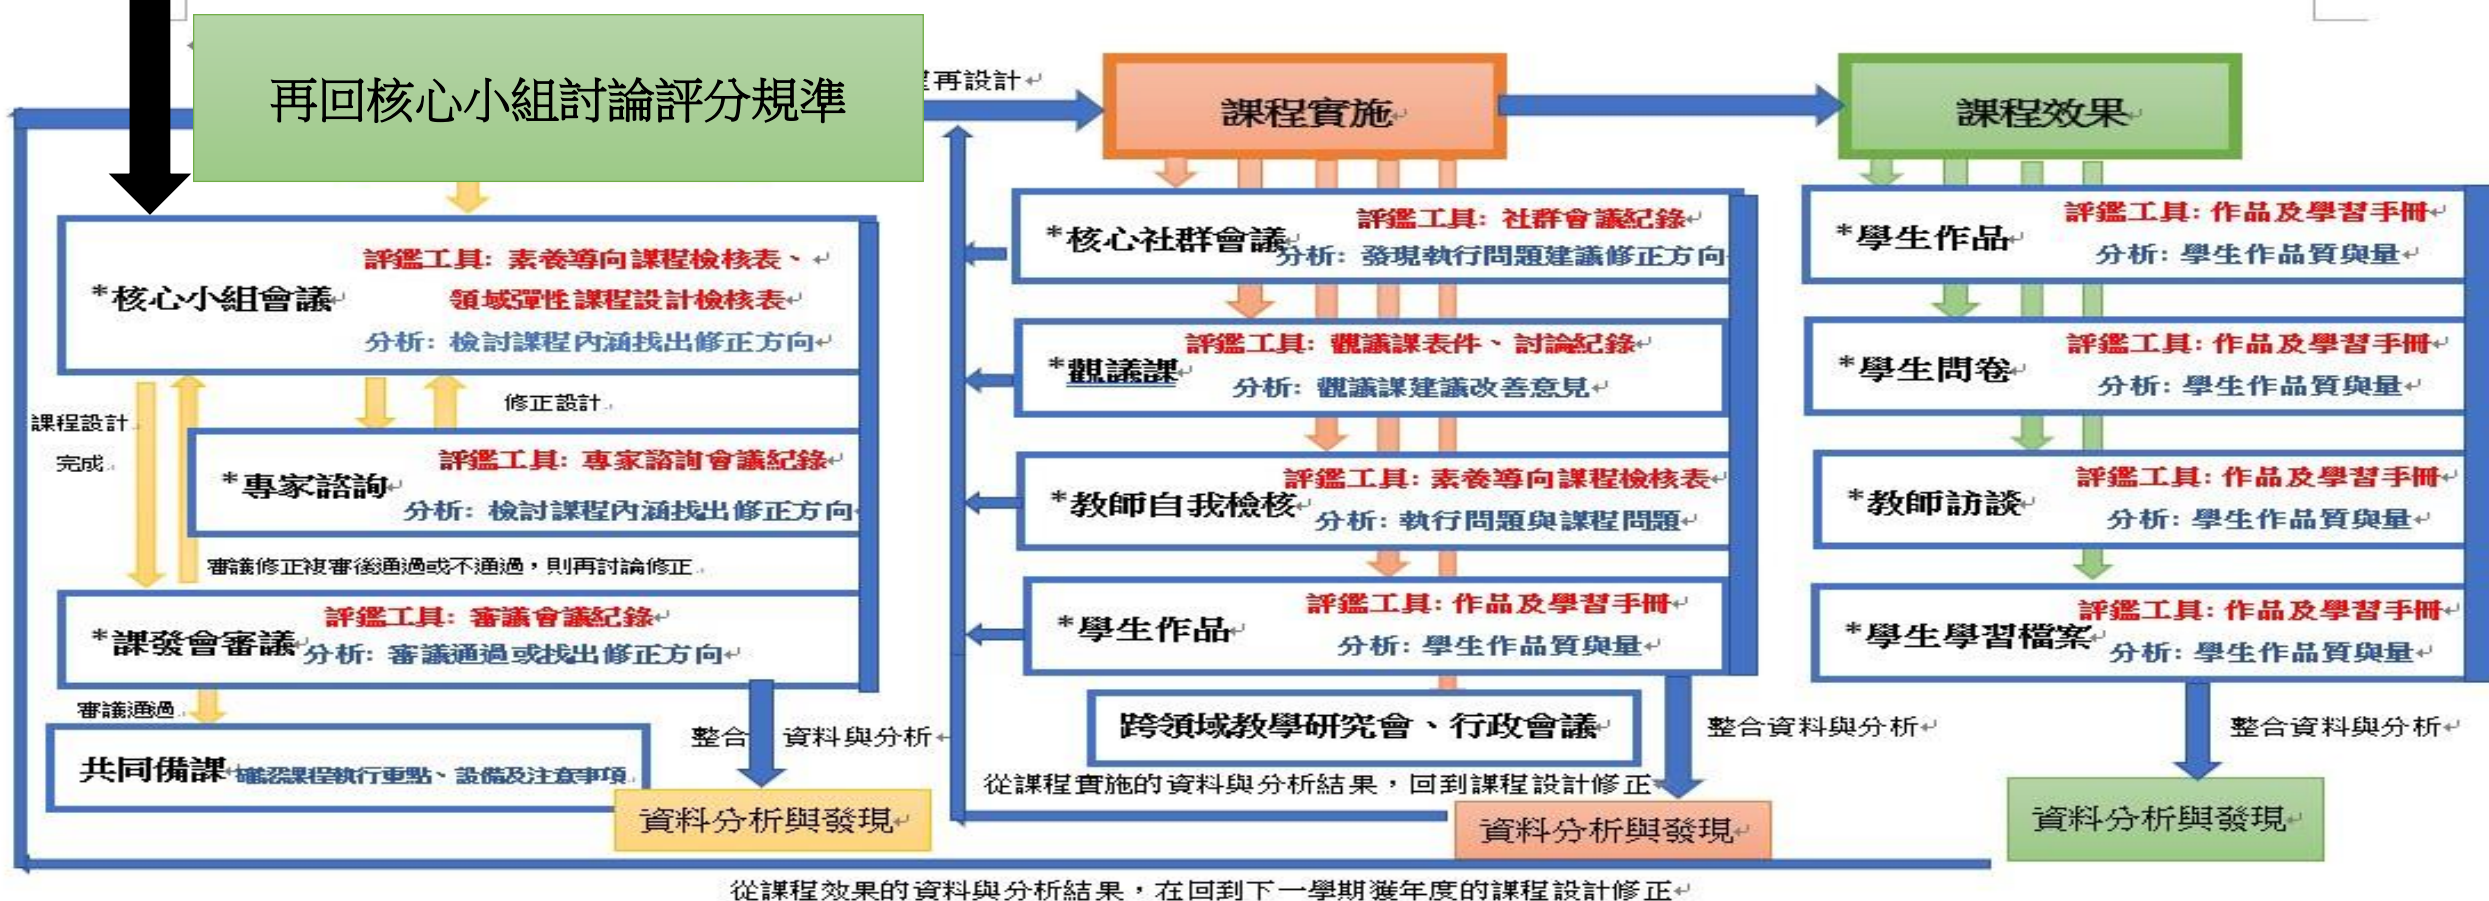 再回核心小組討論評分規準
再設計
課程實施
課程效果
*核心小組會議
評鑑工具: 素養導向課程檢核表、
領域彈性課程設計檢核表
分析: 檢討課程內涵找出修正方向
課程設計
完成
修正設計
*專家諮詢
評鑑工具: 專家諮詢會議紀錄
分析: 檢討課程內涵找出修正方向
審議修正複審後通過或不通過，則再討論修正
*課發會審議
評鑑工具: 審議會議紀錄
分析: 審議通過或找出修正方向
審議通過
共同備課 確認課程執行重點、設備及注意事項
整合 資料與分析
資料分析與發現
*核心社群會議
評鑑工具: 社群會議紀錄
分析: 發現執行問題建議修正方向
*觀議課
評鑑工具: 觀議課表件、討論紀錄
分析: 觀議課建議改善意見
*教師自我檢核
評鑑工具: 素養導向課程檢核表
分析: 執行問題與課程問題
*學生作品
評鑑工具: 作品及學習手冊
分析: 學生作品質與量
跨領域教學研究會、行政會議
整合資料與分析
從課程實施的資料與分析結果，回到課程設計修正
資料分析與發現
*學生作品
評鑑工具: 作品及學習手冊
分析: 學生作品質與量
*學生問卷
評鑑工具: 作品及學習手冊
分析: 學生作品質與量
*教師訪談
評鑑工具: 作品及學習手冊
分析: 學生作品質與量
*學生學習檔案
評鑑工具: 作品及學習手冊
分析: 學生作品質與量
整合資料與分析
資料分析與發現
從課程效果的資料與分析結果，在回到下一學期獲年度的課程設計修正